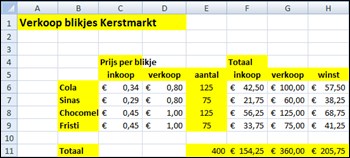 A B C D E F G H
1 Verkoop blikjes Kerstmarkt
2
3
4 Prijs per blikje Totaal
5 inkoop verkoop aantal inkoop verkoop winst
6 Cola € 0,34 € 0,80 125 € 42,50 € 100,00 € 57,50
7 Sinas € 0,29 € 0,80 75 € 21,75 € 60,00 € 38,25
8 Chocomel € 0,45 € 1,00 125 € 56,25 € 125,00 € 68,75
9 Fristi € 0,45 € 1,00 75 € 33,75 € 75,00 € 41,25
10
11 Totaal 400 € 154,25 € 360,00 € 205,75